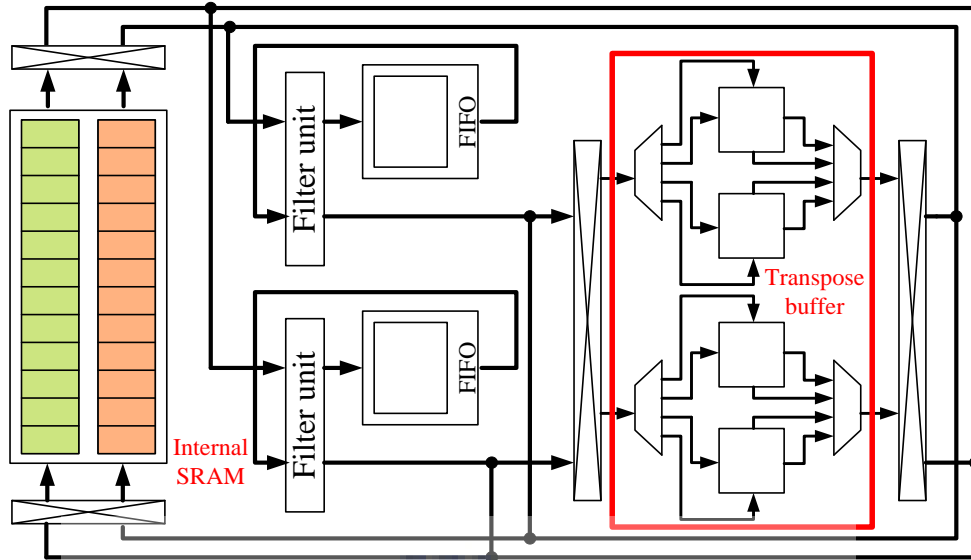 Filter unit
FIFO
Transpose
buffer
Filter unit
FIFO
Internal
SRAM